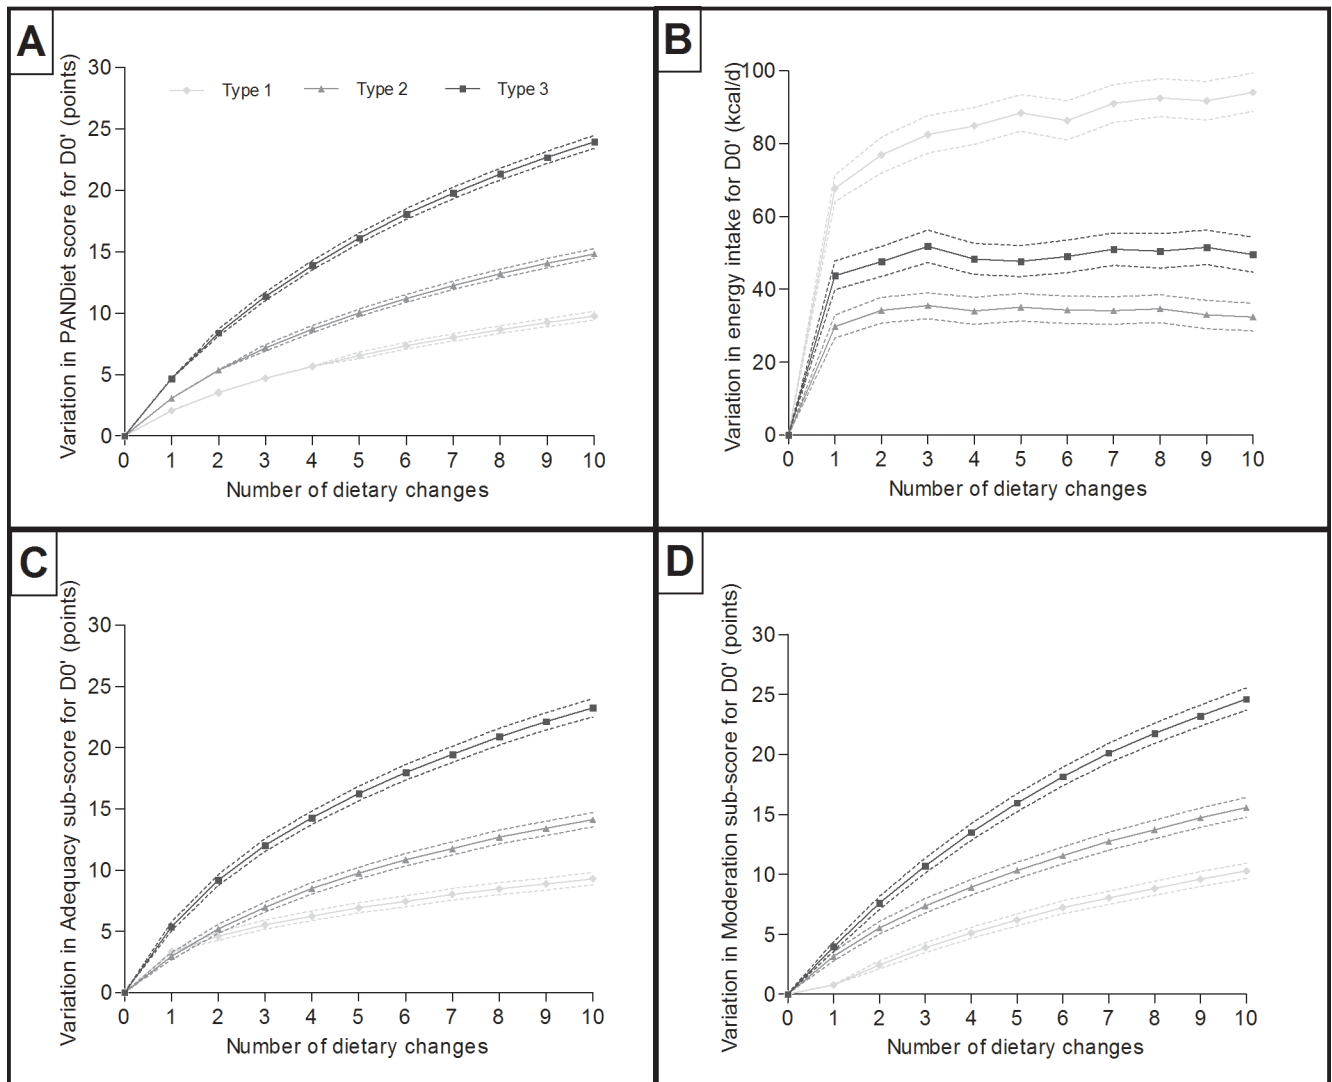 A
Variation in PANDiet score for D0' (points)
30
25
20
15
10
5
0
Type 1 Type 2 Type 3
0 1 2 3 4 5 6 7 8 9 10
Number of dietary changes
B
Variation in energy intake for D0' (kcal/d)
100
80
60
40
20
0
0 1 2 3 4 5 6 7 8 9 10
Number of dietary changes
C
Variation in Adequacy sub-score for D0' (points)
30
25
20
15
10
5
0
0 1 2 3 4 5 6 7 8 9 10
Number of dietary changes
D
Variation in Moderation sub-score for D0' (points)
30
25
20
15
10
5
0
0 1 2 3 4 5 6 7 8 9 10
Number of dietary changes